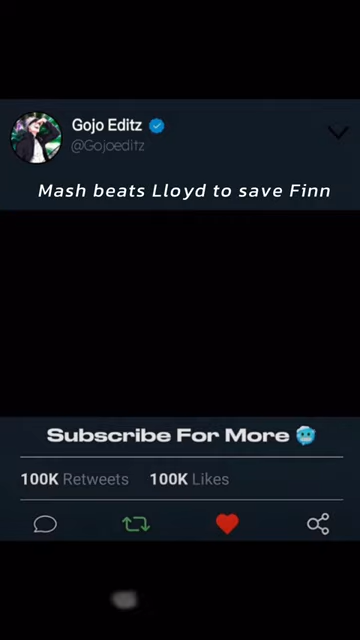 Gojo Editz
@Gojoeditz
Mash beats Lloyd to save Finn
Subscribe For More 🥶
100K Retweets 100K Likes